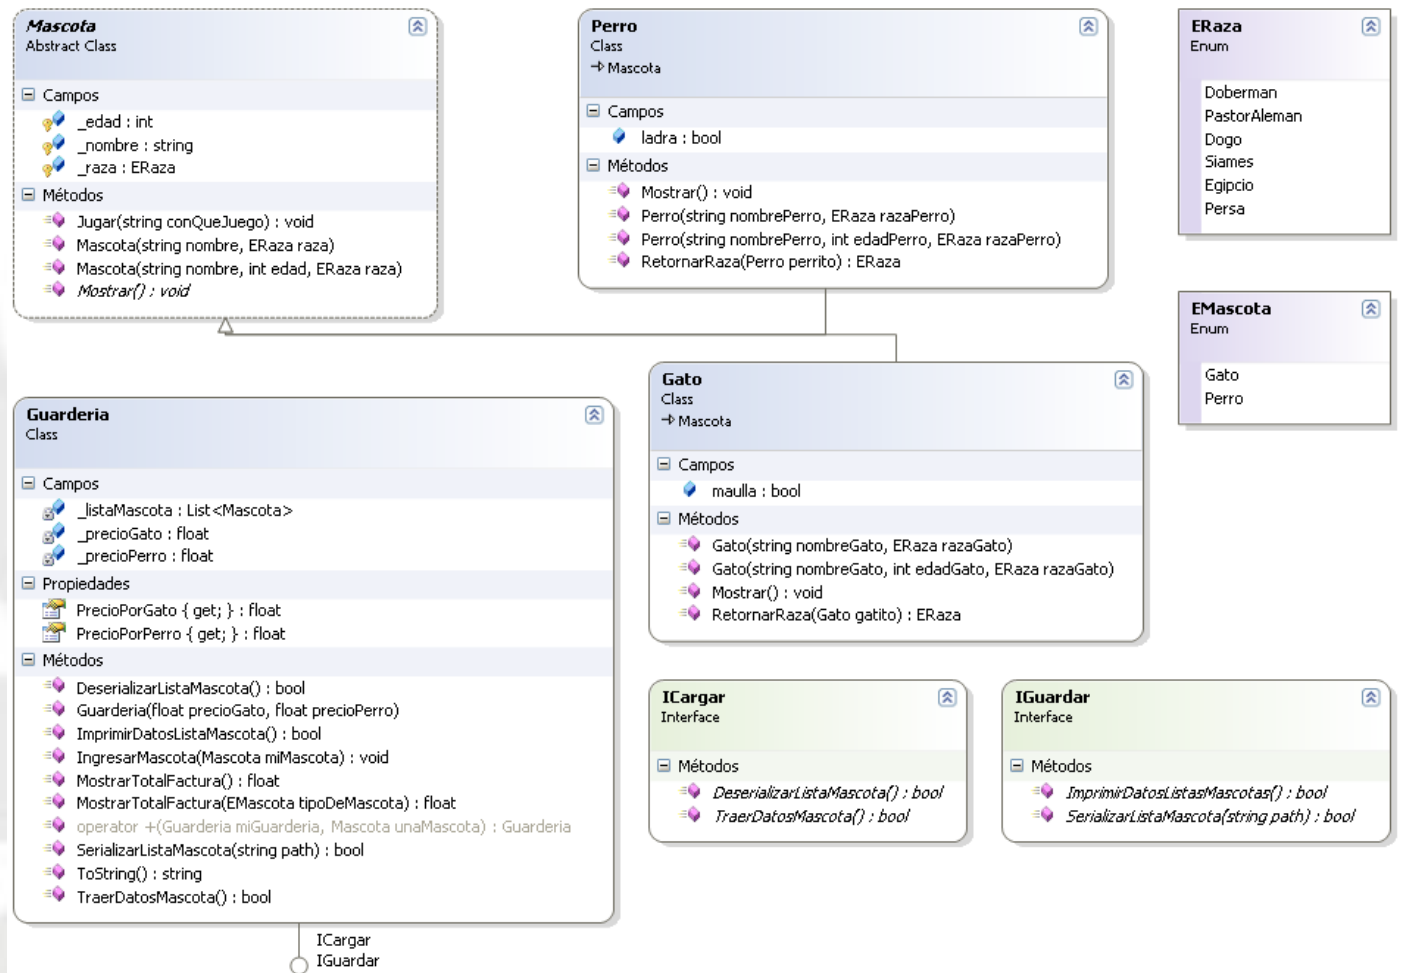 Mascota
Abstract Class
Campos
_edad : int
_nombre : string
_raza : ERaza
Métodos
Jugar(string conQueJuego) : void
Mascota(string nombre, ERaza raza)
Mascota(string nombre, int edad, ERaza raza)
Mostrar() : void
Perro
Class
Mascota
Campos
ladra : bool
Métodos
Mostrar() : void
Perro(string nombrePerro, ERaza razaPerro)
Perro(string nombrePerro, int edadPerro, ERaza razaPerro)
RetornarRaza(Perro perrito) : ERaza
ERaza
Enum
Doberman
PastorAleman
Dogo
Siames
Egipcio
Persa
EMascota
Enum
Gato
Perro
Guarderia
Class
Campos
_listaMascota : List<Mascota>
_precioGato : float
_precioPerro : float
Propiedades
PrecioPorGato { get; } : float
PrecioPorPerro { get; } : float
Métodos
DeserializarListaMascota() : bool
Guarderia(float precioGato, float precioPerro)
ImprimirDatosListaMascota() : bool
IngresarMascota(Mascota miMascota) : void
MostrarTotalFactura() : float
MostrarTotalFactura(EMascota tipoDeMascota) : float
operator +(Guarderia miGuarderia, Mascota unaMascota) : Guarderia
SerializarListaMascota(string path) : bool
ToString() : string
TraerDatosMascota() : bool
ICargar
IGuardar
Gato
Class
Mascota
Campos
maulla : bool
Métodos
Gato(string nombreGato, ERaza razaGato)
Gato(string nombreGato, int edadGato, ERaza razaGato)
Mostrar() : void
RetornarRaza(Gato gatito) : ERaza
ICargar
Interface
Métodos
DeserializarListaMascota() : bool
TraerDatosMascota() : bool
IGuardar
Interface
Métodos
ImprimirDatosListasMascotas() : bool
SerializarListaMascota(string path) : bool